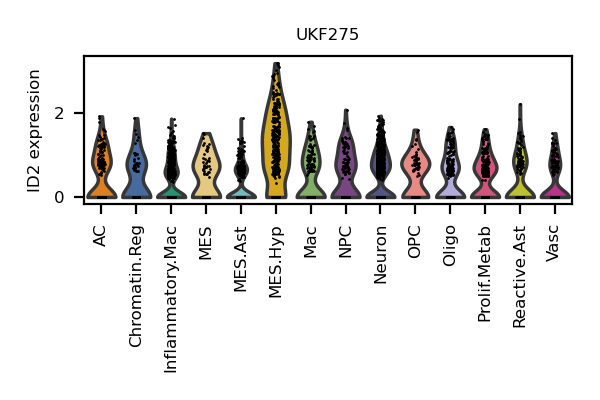 UKF275
ID2 expression
2
0
AC
Chromatin.Reg
Inflammatory.Mac
MES
MES.Ast
MES.Hyp
Mac
NPC
Neuron
OPC
Oligo
Prolif.Metab
Reactive.Ast
Vasc